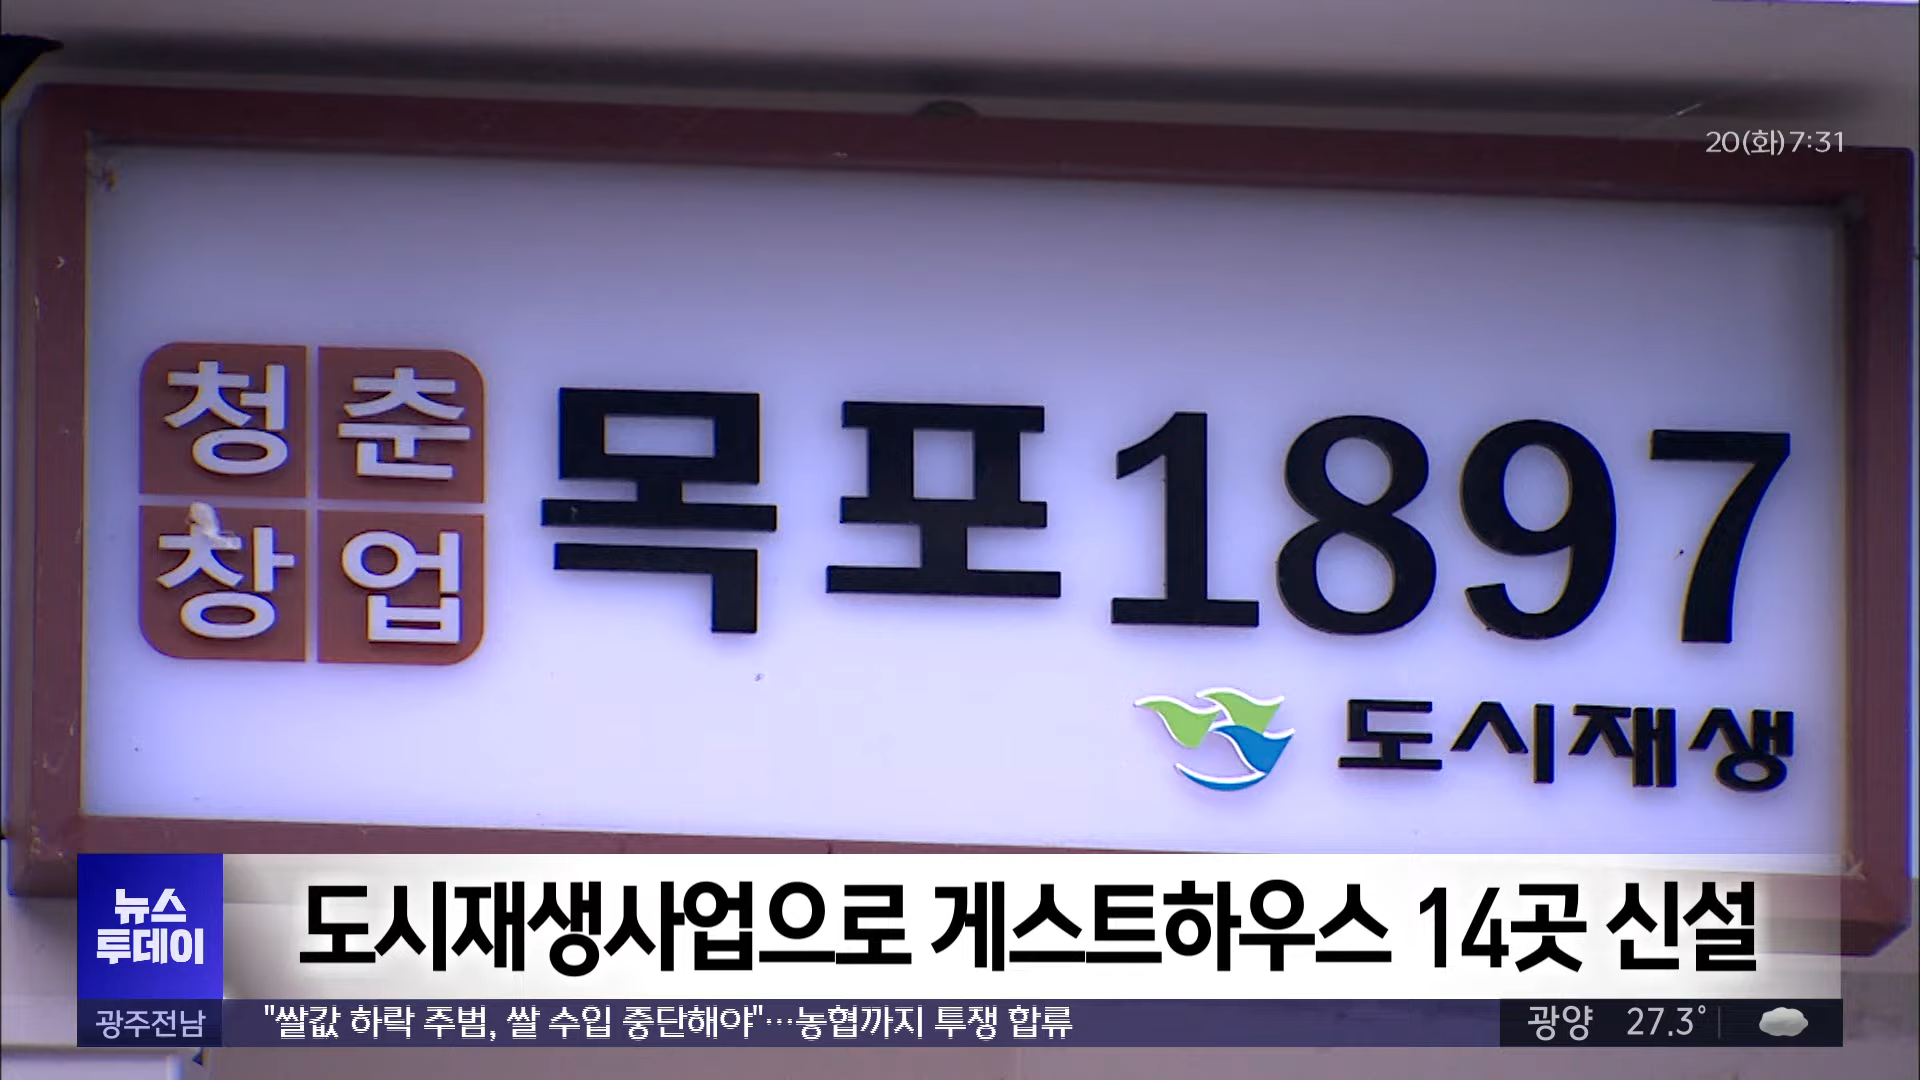 20(화)7:31
청춘
창업
목포1897
도시재생
뉴스
투데이
도시재생사업으로 게스트하우스 14곳 신설
광주전남
"쌀값 하락 주범, 쌀 수입 중단해야"…농협까지 투쟁 합류
광양 27.3°